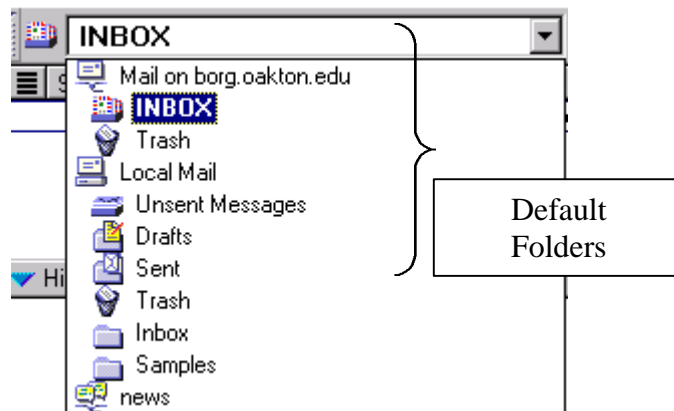 INBOX
S
Mail on borg.oakton.edu
INBOX
Trash
Local Mail
Unsent Messages
Default
Folders
Drafts
Sent
Hi
Trash
Inbox
Samples
news